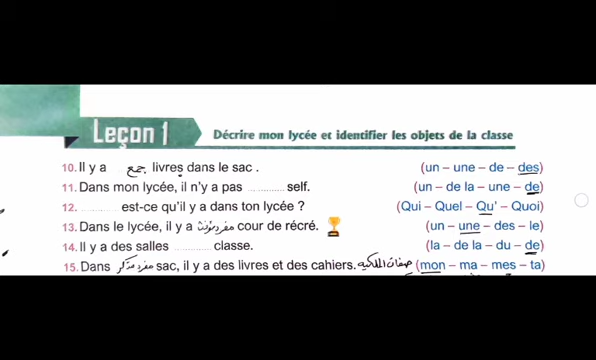 Leçon 1 Décrire mon lycée et identifier les objets de la classe
10. Il y a جمع livres dans le sac . (un – une – de – des)
11. Dans mon lycée, il n'y a pas ............ self. (un – de la – une – de)
12. ............ est-ce qu'il y a dans ton lycée ? (Qui – Quel – Qu' – Quoi)
13. Dans le lycée, il y a مفرد مؤنث cour de récré. (un – une – des – le)
14. Il y a des salles ............ classe. (la – de la – du – de)
15. Dans مفرد مذكر sac, il y a des livres et des cahiers. صفات الملكيه (mon – ma – mes – ta)